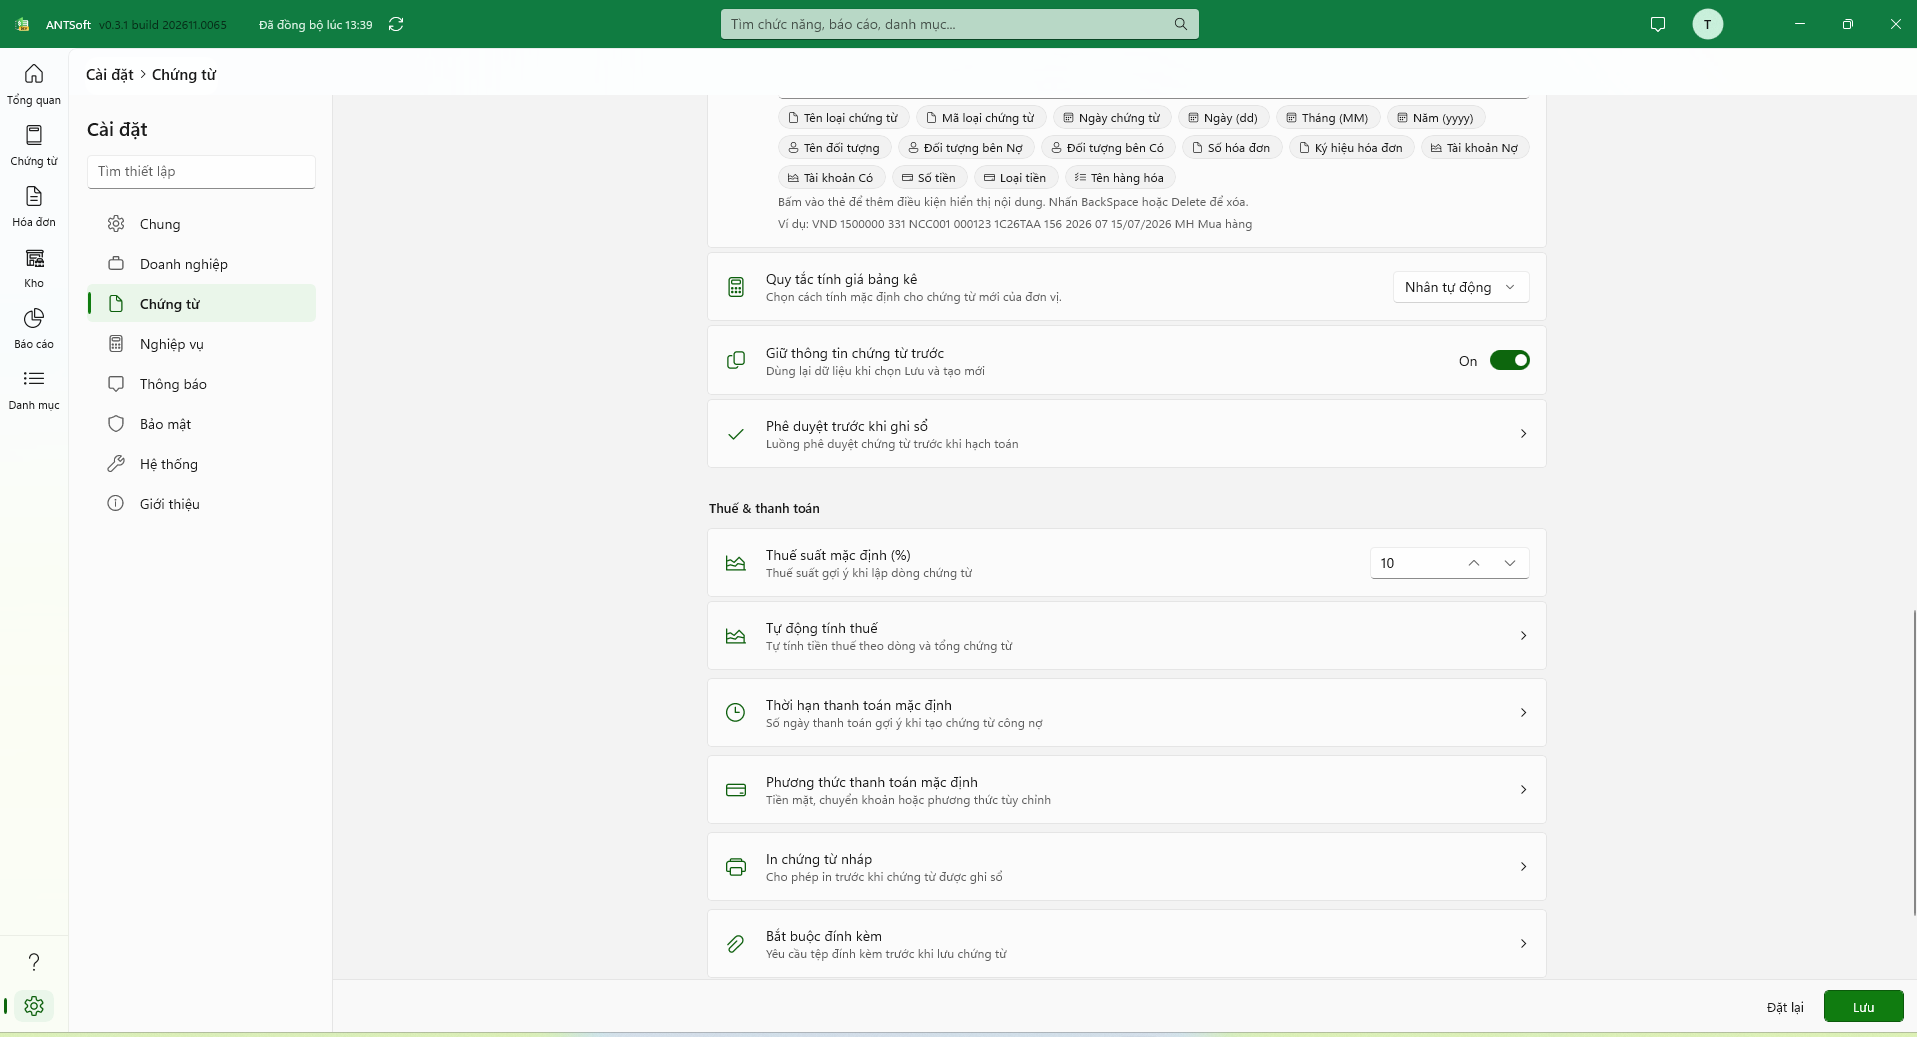 ANTSoft v0.3.1 build 202611.0065 Đã đồng bộ lúc 13:39
Tìm chức năng, báo cáo, danh mục...
T
Cài đặt > Chứng từ
Tổng quan
Chứng từ
Hóa đơn
Kho
Báo cáo
Danh mục
?
Cài đặt
Tìm thiết lập
Chung
Doanh nghiệp
Chứng từ
Nghiệp vụ
Thông báo
Bảo mật
Hệ thống
Giới thiệu
Tên loại chứng từ Mã loại chứng từ Ngày chứng từ Ngày (dd) Tháng (MM) Năm (yyyy)
Tên đối tượng Đối tượng bên Nợ Đối tượng bên Có Số hóa đơn Ký hiệu hóa đơn Tài khoản Nợ
Tài khoản Có Số tiền Loại tiền Tên hàng hóa
Bấm vào thẻ để thêm điều kiện hiển thị nội dung. Nhấn BackSpace hoặc Delete để xóa.
Ví dụ: VND 1500000 331 NCC001 000123 1C26TAA 156 2026 07 15/07/2026 MH Mua hàng
Quy tắc tính giá bảng kê
Chọn cách tính mặc định cho chứng từ mới của đơn vị.
Nhân tự động
Giữ thông tin chứng từ trước
Dùng lại dữ liệu khi chọn Lưu và tạo mới
On
Phê duyệt trước khi ghi sổ
Luồng phê duyệt chứng từ trước khi hạch toán
Thuế & thanh toán
Thuế suất mặc định (%)
Thuế suất gợi ý khi lập dòng chứng từ
10
Tự động tính thuế
Tự tính tiền thuế theo dòng và tổng chứng từ
Thời hạn thanh toán mặc định
Số ngày thanh toán gợi ý khi tạo chứng từ công nợ
Phương thức thanh toán mặc định
Tiền mặt, chuyển khoản hoặc phương thức tùy chỉnh
In chứng từ nháp
Cho phép in trước khi chứng từ được ghi sổ
Bắt buộc đính kèm
Yêu cầu tệp đính kèm trước khi lưu chứng từ
Đặt lại
Lưu